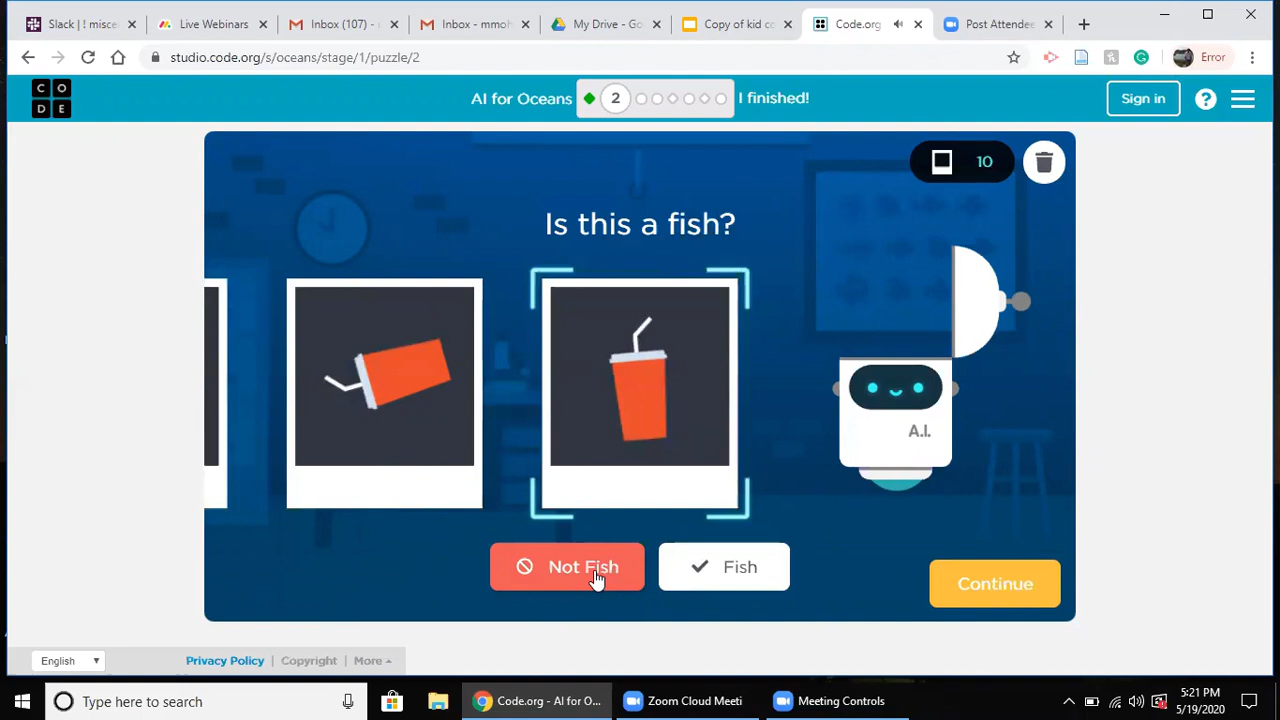 ! misce
Live Webinars
Inbox (107) -
Inbox - mmoh
My Drive - Go
Copy of kid co
Code.org
Post Attende
studio.code.org/s/oceans/stage/1/puzzle/2
Error
CODE
AI for Oceans
2
I finished!
Sign in
?
10
Is this a fish?
A.I.
Not Fish
Fish
Continue
English
Privacy Policy | Copyright | More
Type here to search
Code.org - AI for O...
Zoom Cloud Meeti
Meeting Controls
5:21 PM
5/19/2020